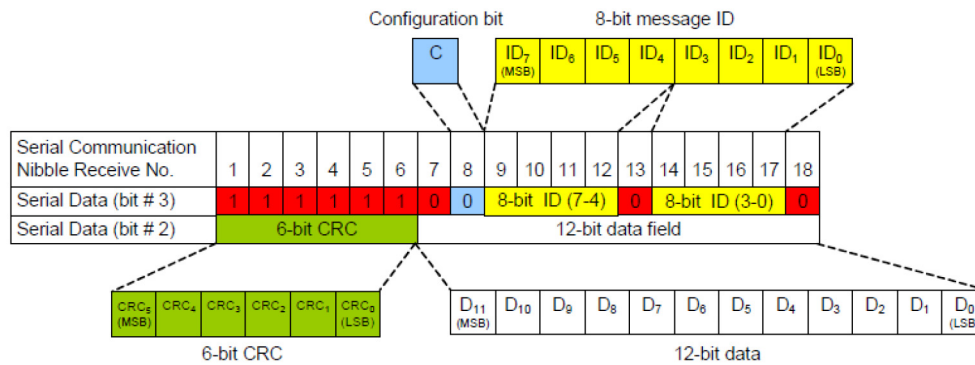 Configuration bit 8-bit message ID
C ID₇ ID₆ ID₅ ID₄ ID₃ ID₂ ID₁ ID₀
(MSB) (LSB)
Serial Communication
Nibble Receive No. 1 2 3 4 5 6 7 8 9 10 11 12 13 14 15 16 17 18
Serial Data (bit # 3) 1 1 1 1 1 1 0 0 8-bit ID (7-4) 0 8-bit ID (3-0) 0
Serial Data (bit # 2) 6-bit CRC 12-bit data field
CRC₅ CRC₄ CRC₃ CRC₂ CRC₁ CRC₀ D₁₁ D₁₀ D₉ D₈ D₇ D₆ D₅ D₄ D₃ D₂ D₁ D₀
(MSB) (LSB) (MSB) (LSB)
6-bit CRC 12-bit data